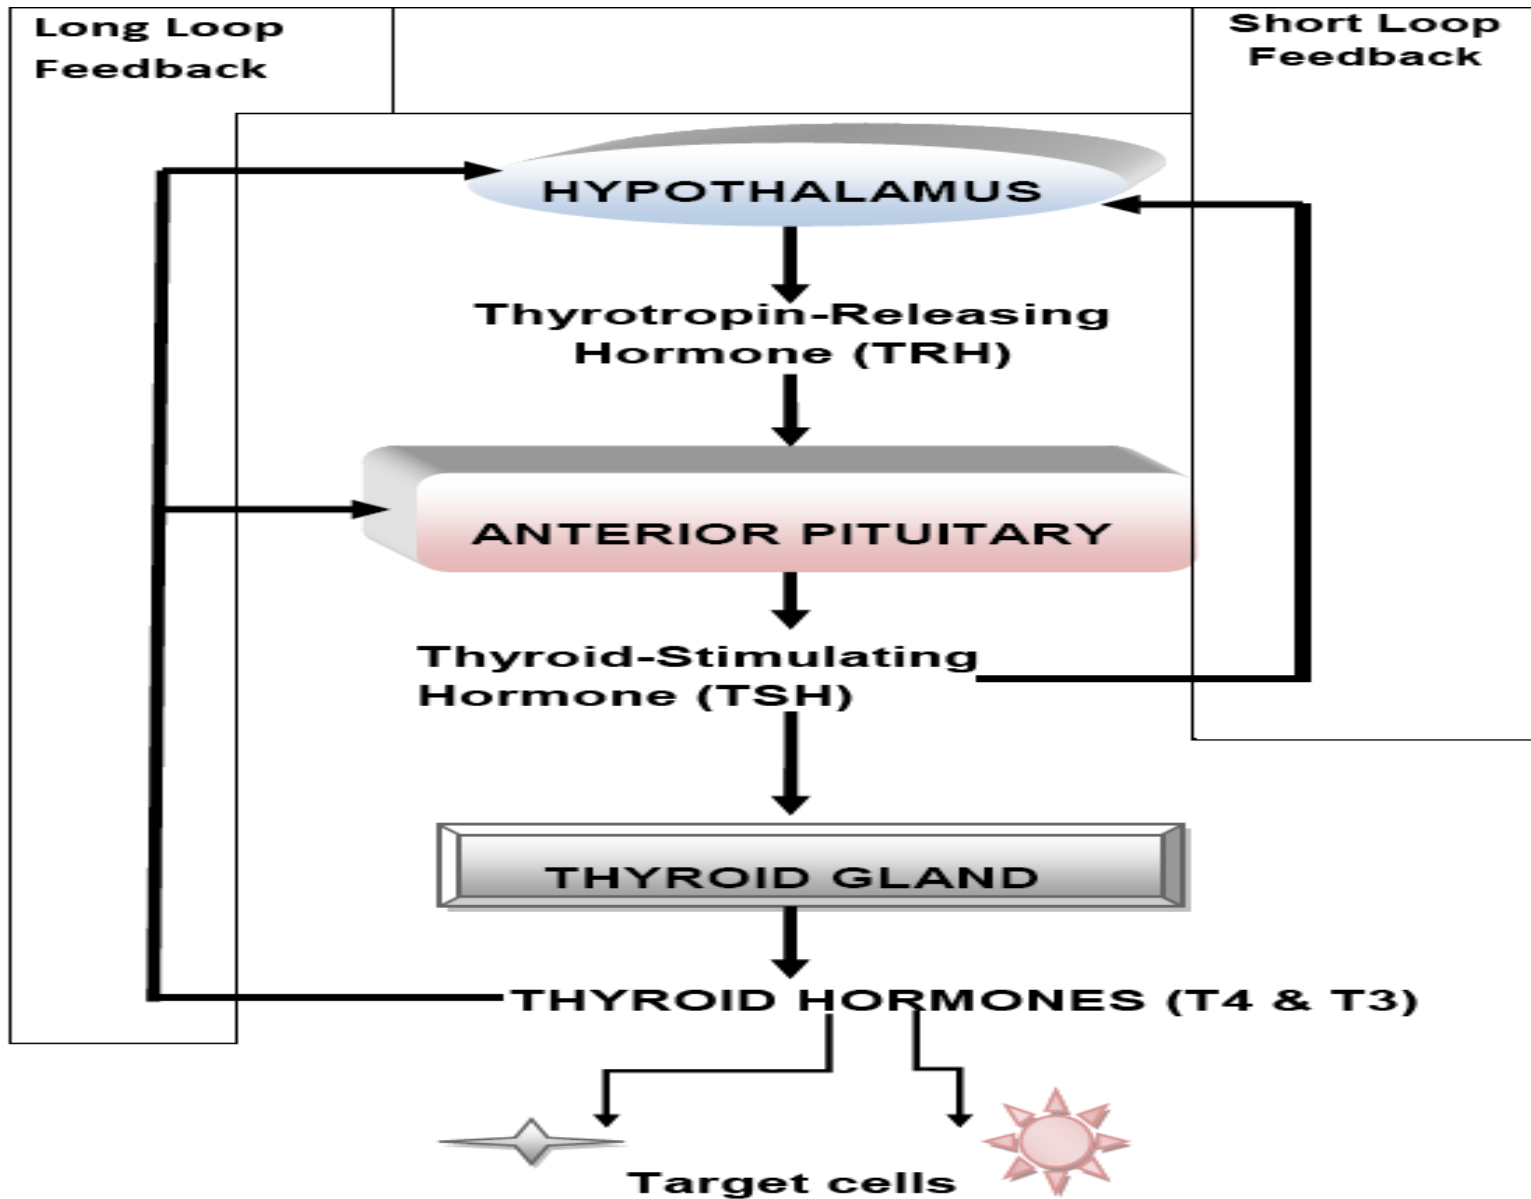 Long Loop
Feedback
Short Loop
Feedback
HYPOTHALAMUS
Thyrotropin-Releasing
Hormone (TRH)
ANTERIOR PITUITARY
Thyroid-Stimulating
Hormone (TSH)
THYROID GLAND
THYROID HORMONES (T4 & T3)
Target cells